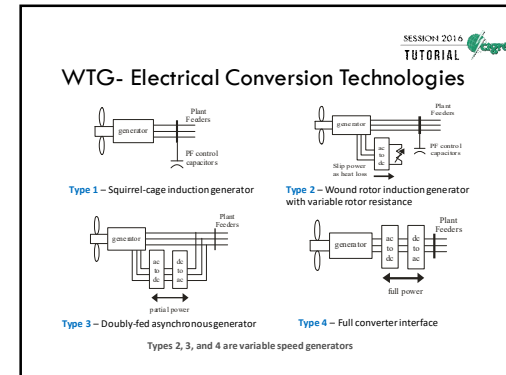 SESSION 2016
TUTORIAL
cigre
WTG- Electrical Conversion Technologies
Plant
Feeders
generator
PF control
capacitors
Type 1 – Squirrel-cage induction generator
Plant
Feeders
generator
ac
to
dc
PF control
capacitors
Slip power
as heat loss
Type 2 – Wound rotor induction generator
with variable rotor resistance
Plant
Feeders
generator
ac
to
dc
dc
to
ac
partial power
Type 3 – Doubly-fed asynchronous generator
Plant
Feeders
generator
ac
to
dc
dc
to
ac
full power
Type 4 – Full converter interface
Types 2, 3, and 4 are variable speed generators